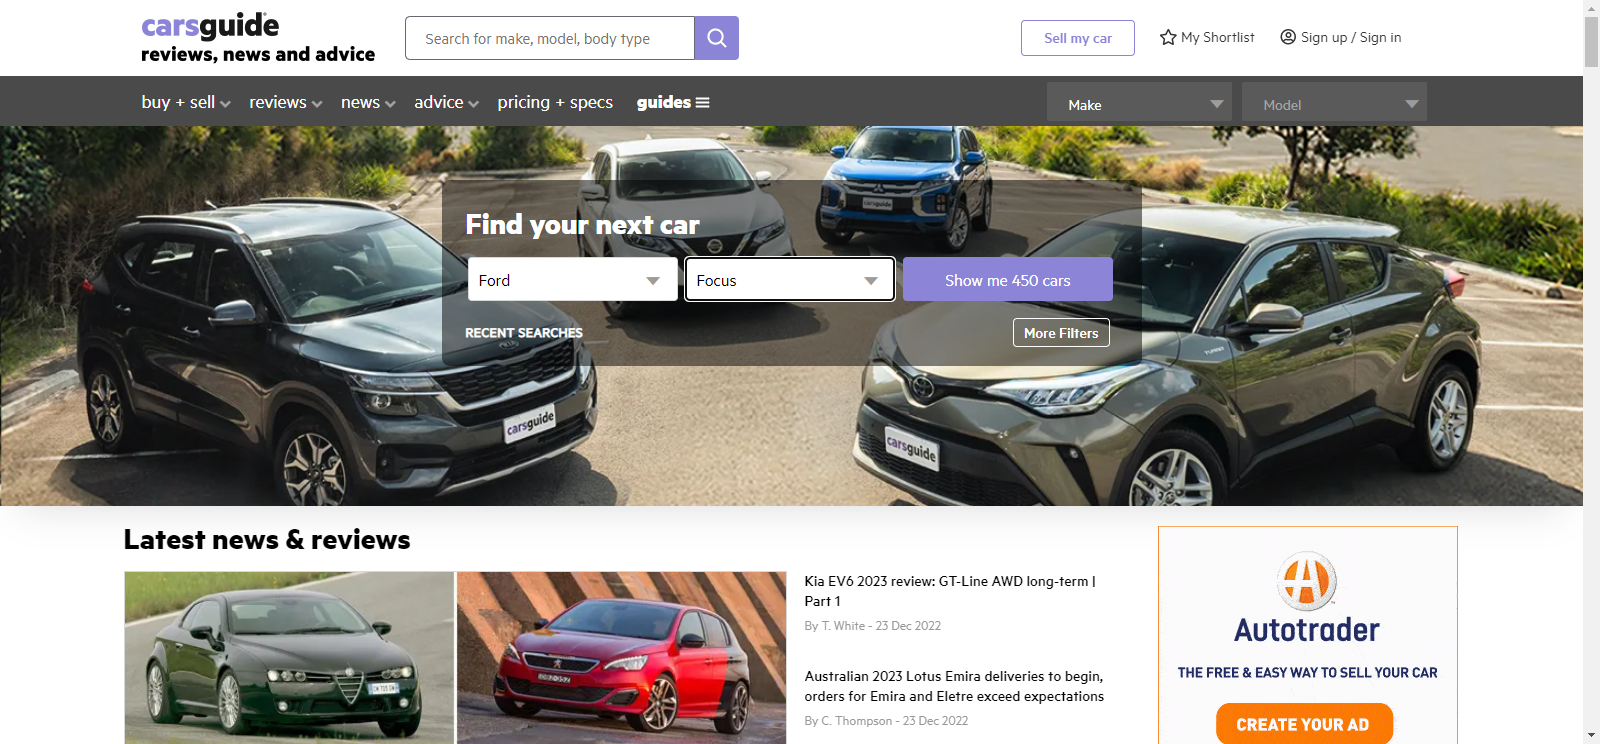 carsguide
reviews, news and advice
Search for make, model, body type
Sell my car
My Shortlist
Sign up / Sign in
buy + sell
reviews
news
advice
pricing + specs
guides
Make
Model
Find your next car
Ford
Focus
Show me 450 cars
RECENT SEARCHES
More Filters
carsguide
carsguide
carsguide
Latest news & reviews
Kia EV6 2023 review: GT-Line AWD long-term |
Part 1
By T. White - 23 Dec 2022
Australian 2023 Lotus Emira deliveries to begin,
orders for Emira and Eletre exceed expectations
By C. Thompson - 23 Dec 2022
Autotrader
THE FREE & EASY WAY TO SELL YOUR CAR
CREATE YOUR AD